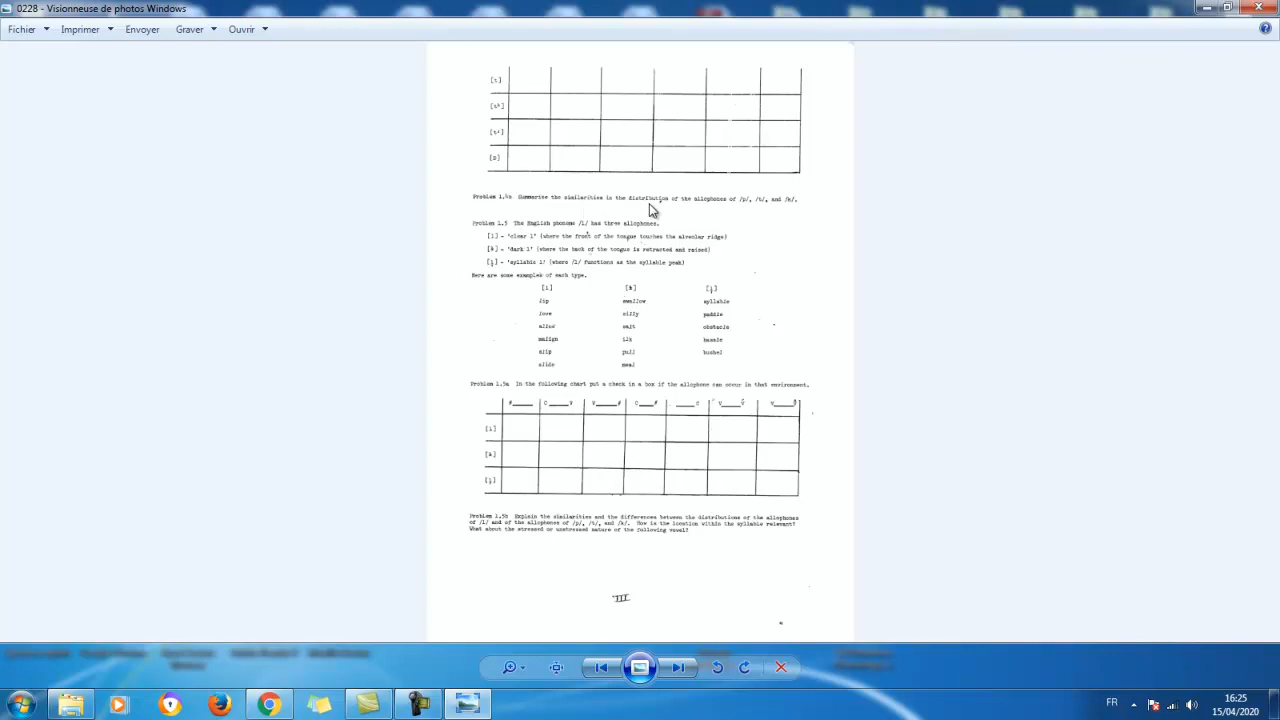 0228 - Visionneuse de photos Windows
Fichier Imprimer Envoyer Graver Ouvrir
[t]
[tʰ]
Problem 1.4b Summarize the similarities in the distribution of the allophones of /p/, /t/, and /k/.
Problem 1.5 The English phoneme /l/ has three allophones.
[l] - 'clear l' (where the front of the tongue touches the alveolar ridge)
- 'dark l' (where the back of the tongue is retracted and raised)
- 'syllabic l' (where /l/ functions as the syllable peak)
Here are some examples of each type.
[l]
lip swallow syllable
love silly paddle
allud salt obstacle
malign ilk hassle
slip pull bushel
slide meal
Problem 1.5a In the following chart put a check in a box if the allophone can occur in that environment.
#____ C____V V____# C____# ____C
[l]
Problem 1.5b Explain the similarities and the differences between the distributions of the allophones
of /l/ and of the allophones of /p/, /t/, and /k/. How is the location within the syllable relevant?
What about the stressed or unstressed nature of the following vowel?
III
FR 16:25
15/04/2020